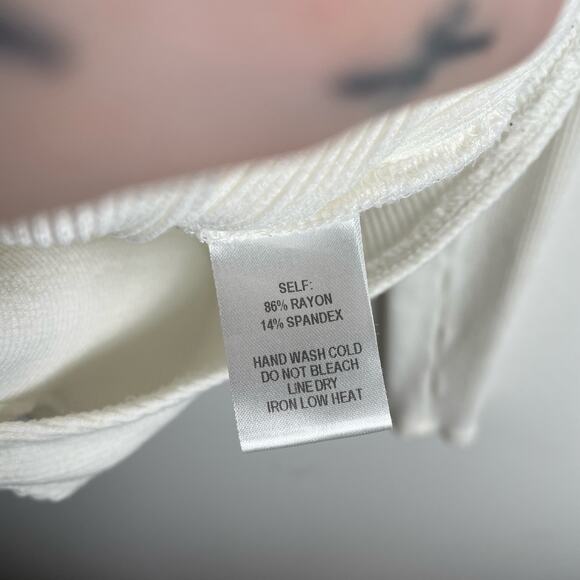 SELF:
86% RAYON
14% SPANDEX
HAND WASH COLD
DO NOT BLEACH
LINE DRY
IRON LOW HEAT